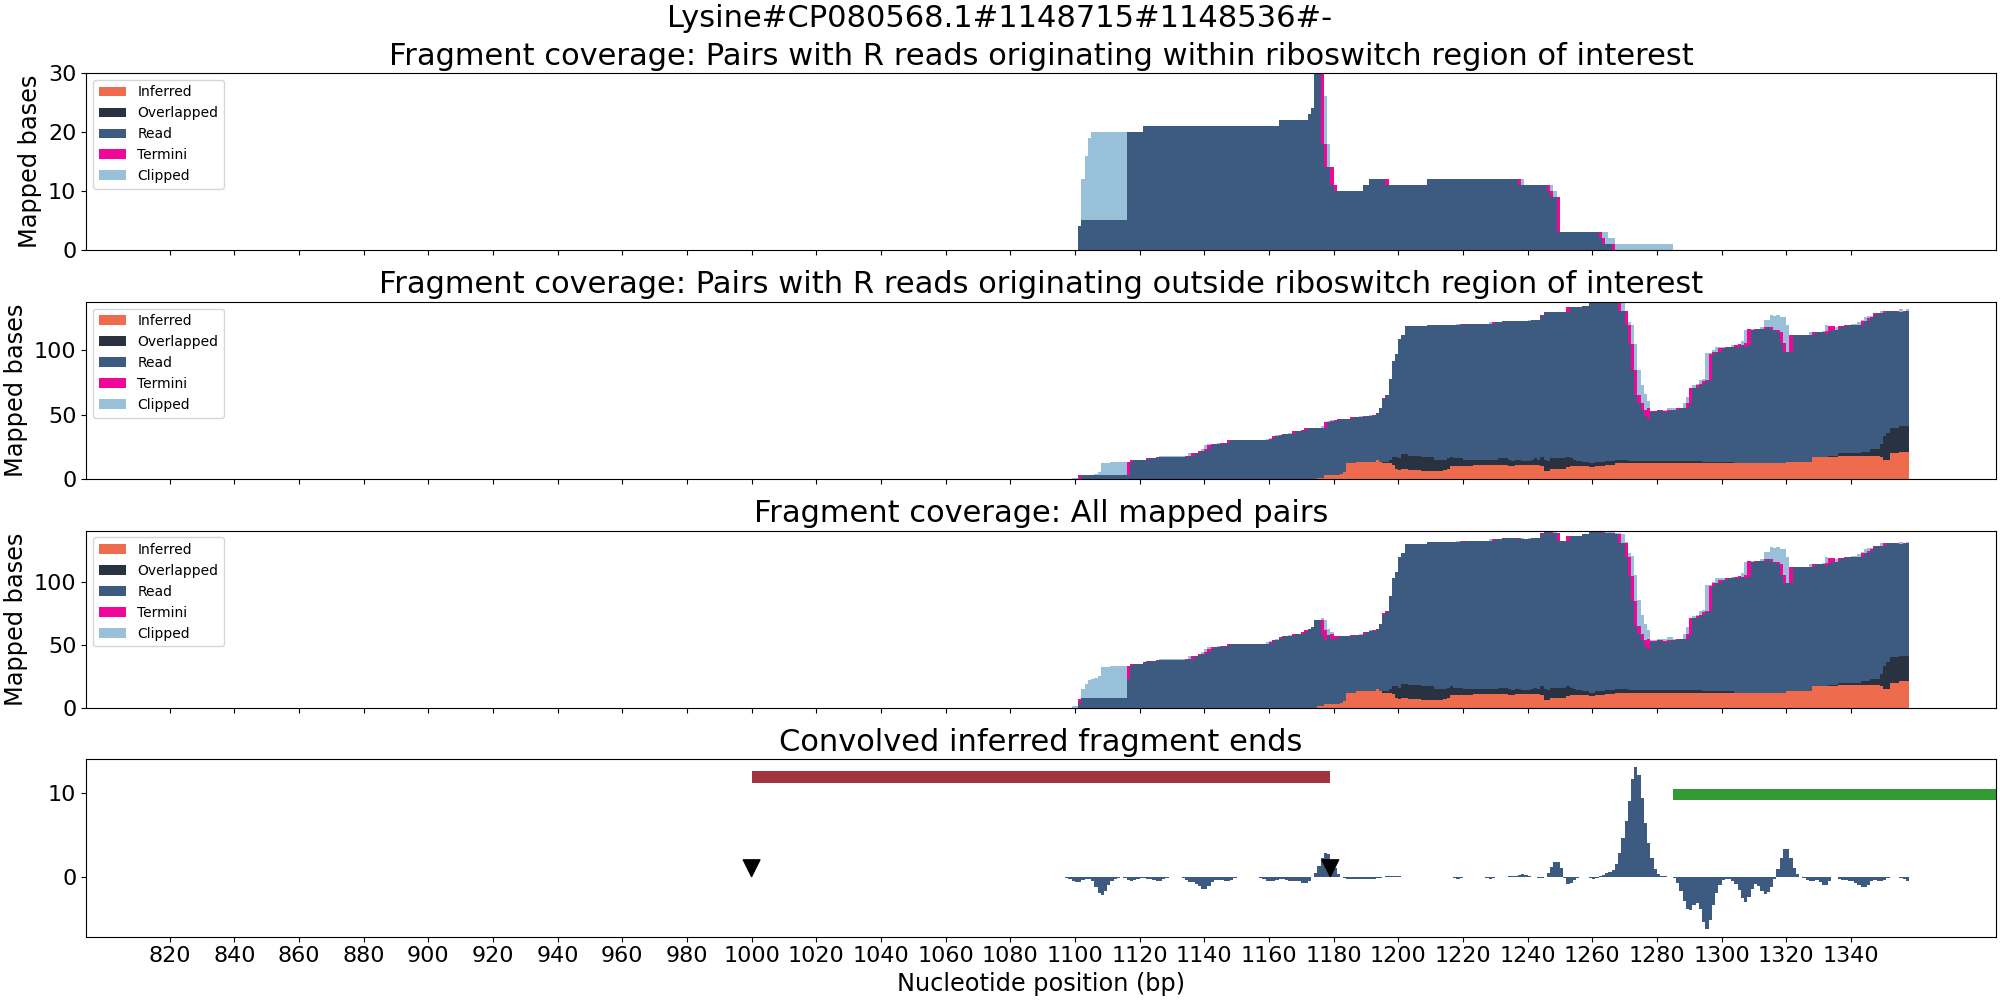 Lysine#CP080568.1#1148715#1148536#-
Fragment coverage: Pairs with R reads originating within riboswitch region of interest
Mapped bases
30
20
10
0
Inferred
Overlapped
Read
Termini
Clipped
Fragment coverage: Pairs with R reads originating outside riboswitch region of interest
Mapped bases
100
50
0
Inferred
Overlapped
Read
Termini
Clipped
Fragment coverage: All mapped pairs
Mapped bases
100
50
0
Inferred
Overlapped
Read
Termini
Clipped
Convolved inferred fragment ends
10
0
820 840 860 880 900 920 940 960 980 1000 1020 1040 1060 1080 1100 1120 1140 1160 1180 1200 1220 1240 1260 1280 1300 1320 1340
Nucleotide position (bp)